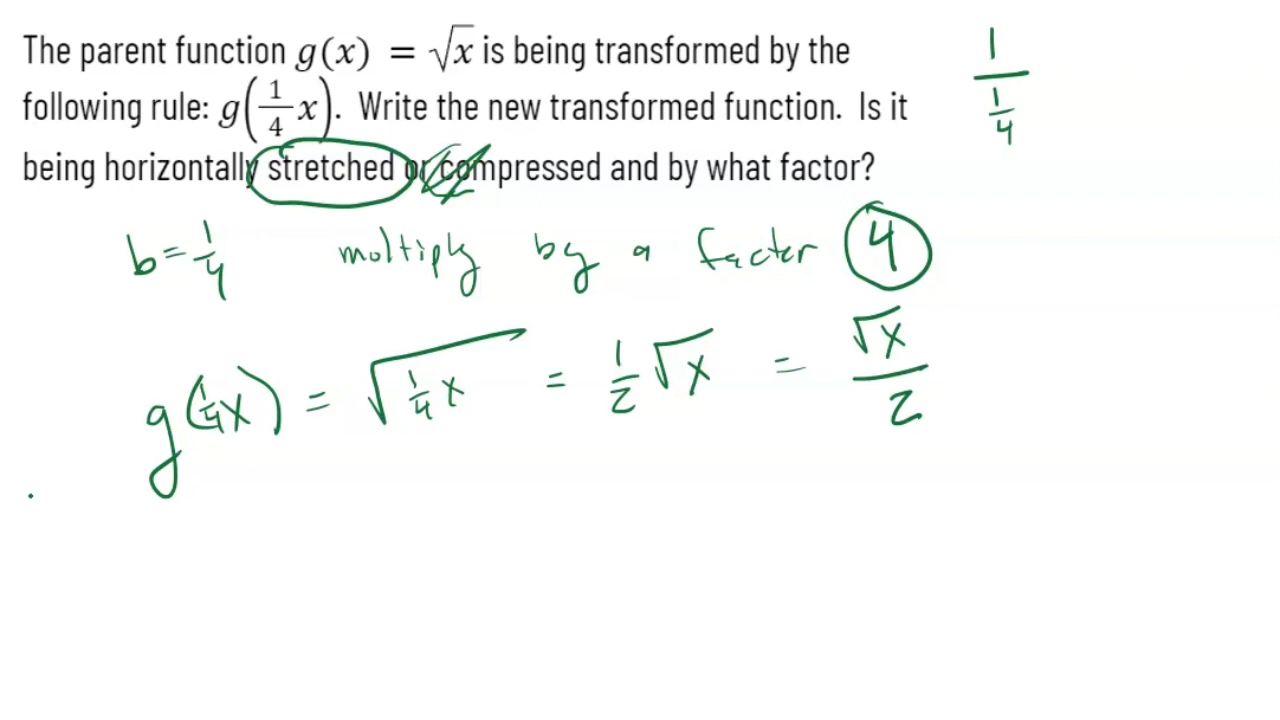 The parent function g(x) = √x is being transformed by the
following rule: g(1/4 x). Write the new transformed function. Is it
being horizontally stretched or compressed and by what factor?
1/(1/4)
b = 1/4 multiply by a factor 4
g(1/4x) = √(1/4 x) = 1/2 √x = √x/2